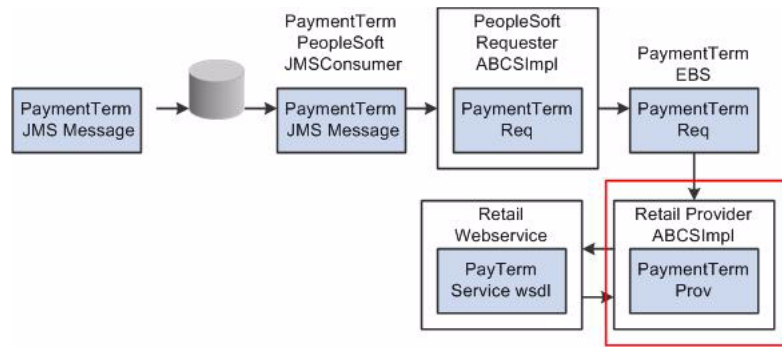 PaymentTerm
JMS Message
PaymentTerm
PeopleSoft
JMSConsumer
PaymentTerm
JMS Message
PeopleSoft
Requester
ABCSImpl
PaymentTerm
Req
PaymentTerm
EBS
PaymentTerm
Req
Retail
Webservice
PayTerm
Service wsdl
Retail Provider
ABCSImpl
PaymentTerm
Prov